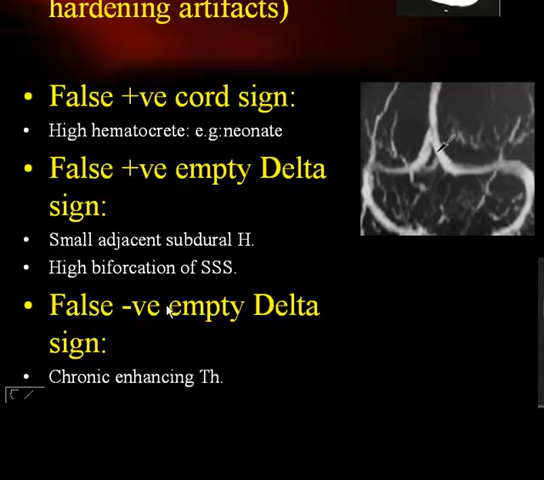 hardening artifacts)
• False +ve cord sign:
• High hematocrete: e.g:neonate
• False +ve empty Delta
sign:
• Small adjacent subdural H.
• High biforcation of SSS.
• False -ve empty Delta
sign:
• Chronic enhancing Th.